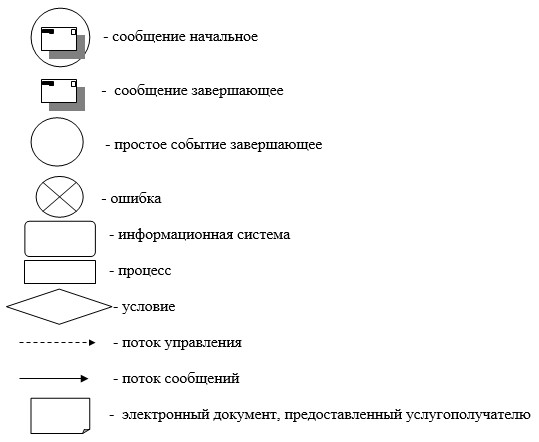 - сообщение начальное
- сообщение завершающее
- простое событие завершающее
- ошибка
- информационная система
- процесс
- условие
- поток управления
- поток сообщений
- электронный документ, предоставленный услугополучателю